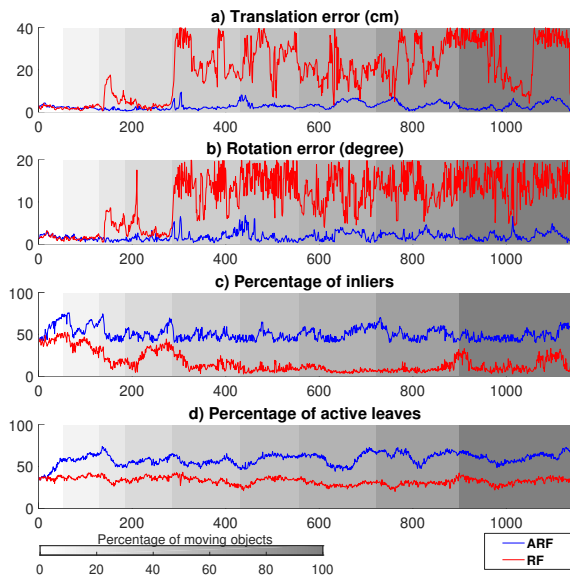 a) Translation error (cm)
40
20
0
0 200 400 600 800 1000
b) Rotation error (degree)
20
10
0
0 200 400 600 800 1000
c) Percentage of inliers
100
50
0
0 200 400 600 800 1000
d) Percentage of active leaves
100
50
0
0 200 400 600 800 1000
Percentage of moving objects
0 20 40 60 80 100
ARF
RF